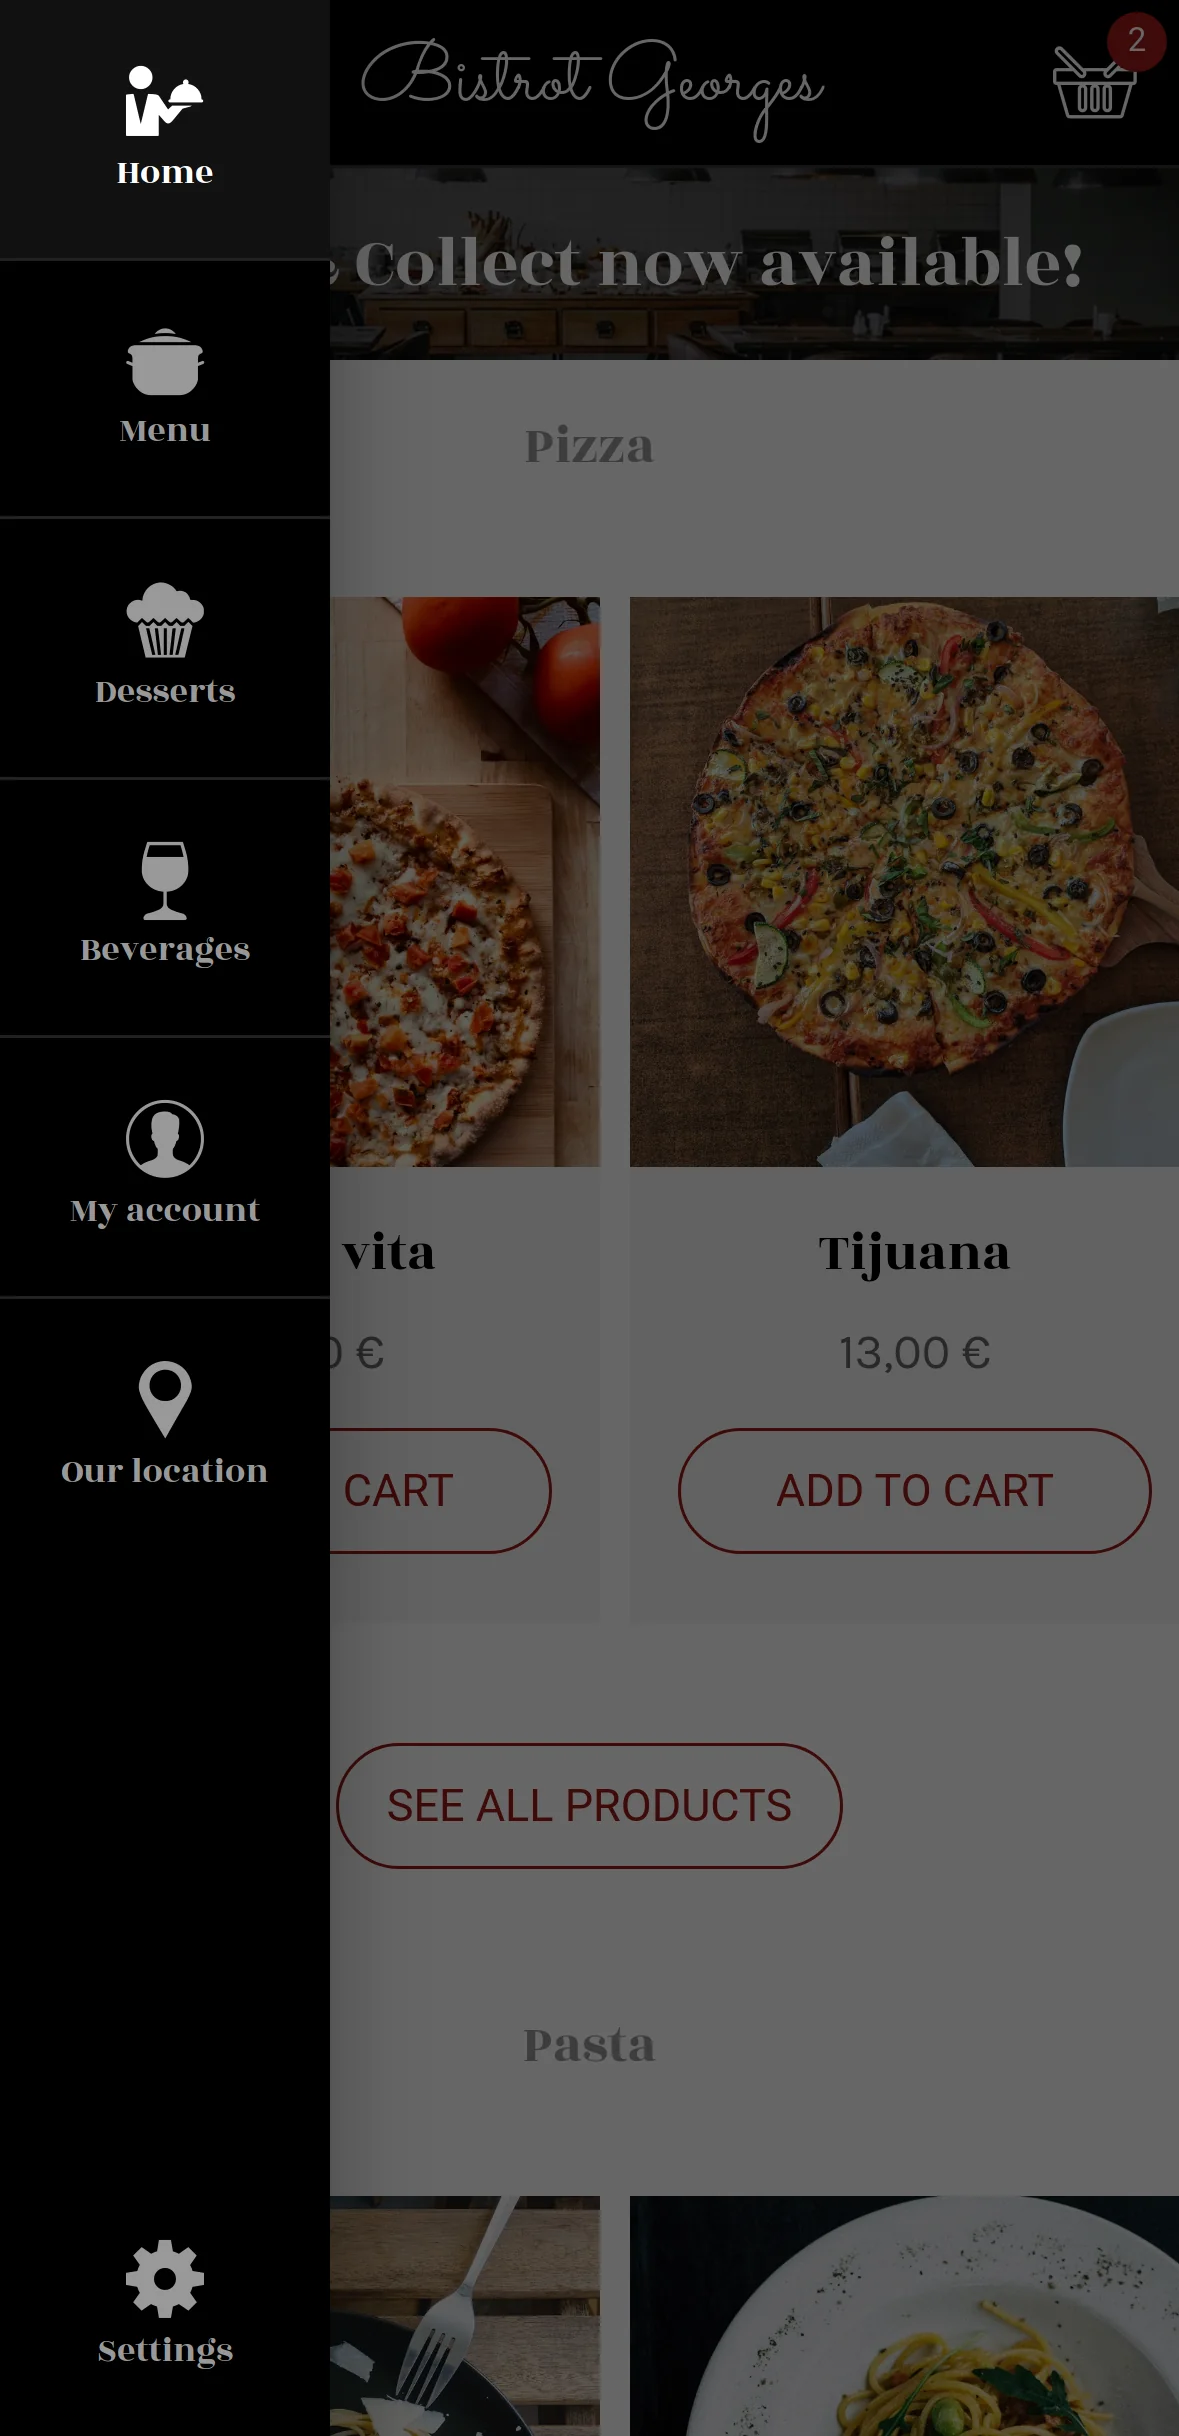 Home
Menu
Desserts
Beverages
My account
Our location
Settings
Bistrot Georges
2
Collect now available!
Pizza
vita
0 €
CART
Tijuana
13,00 €
ADD TO CART
SEE ALL PRODUCTS
Pasta